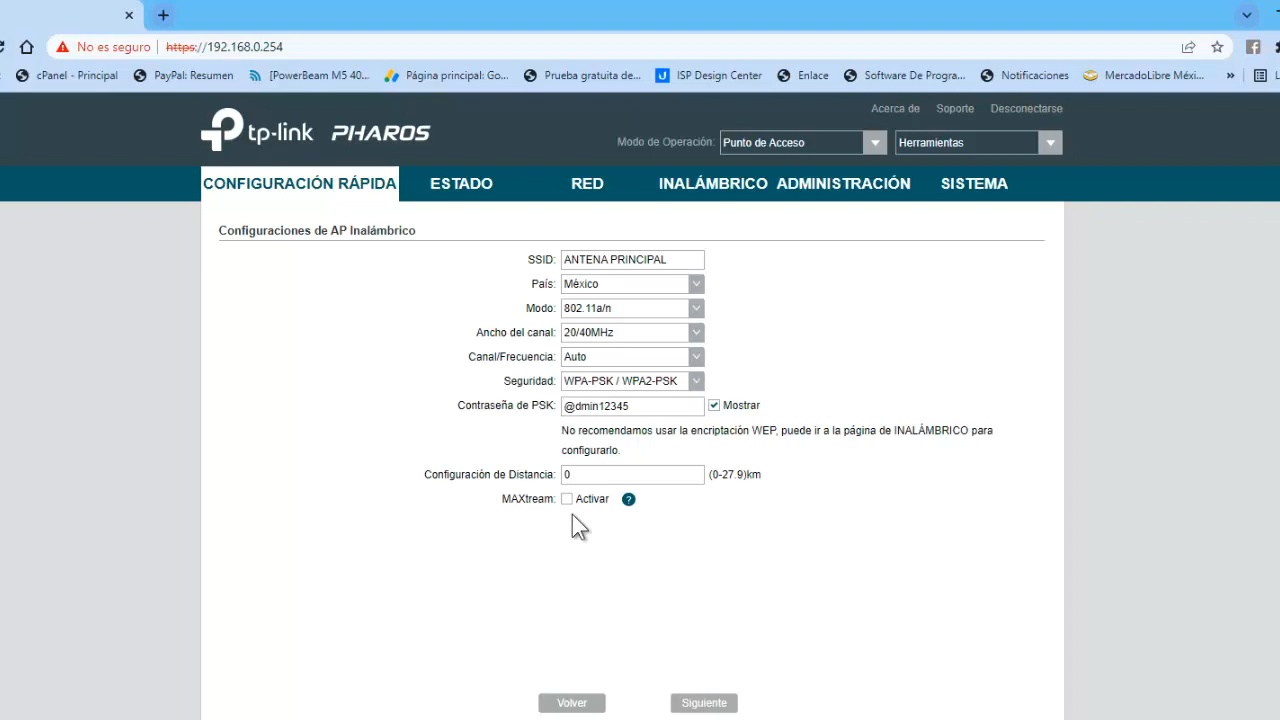 No es seguro
https://192.168.0.254
cPanel - Principal
PayPal: Resumen
[PowerBeam M5 40...
Página principal: Go...
Prueba gratuita de...
ISP Design Center
Enlace
Software De Progra...
Notificaciones
MercadoLibre Méxi...
»
Acerca de
Soporte
Desconectarse
tp-link PHAROS
Modo de Operación:
Punto de Acceso
Herramientas
CONFIGURACIÓN RÁPIDA
ESTADO
RED
INALÁMBRICO
ADMINISTRACIÓN
SISTEMA
Configuraciones de AP Inalámbrico
SSID: ANTENA PRINCIPAL
País: México
Modo: 802.11a/n
Ancho del canal: 20/40MHz
Canal/Frecuencia: Auto
Seguridad: WPA-PSK / WPA2-PSK
Contraseña de PSK: @dmin12345 Mostrar
No recomendamos usar la encriptación WEP, puede ir a la página de INALÁMBRICO para
configurarlo.
Configuración de Distancia: 0 (0-27.9)km
MAXtream: Activar ?
Volver
Siguiente